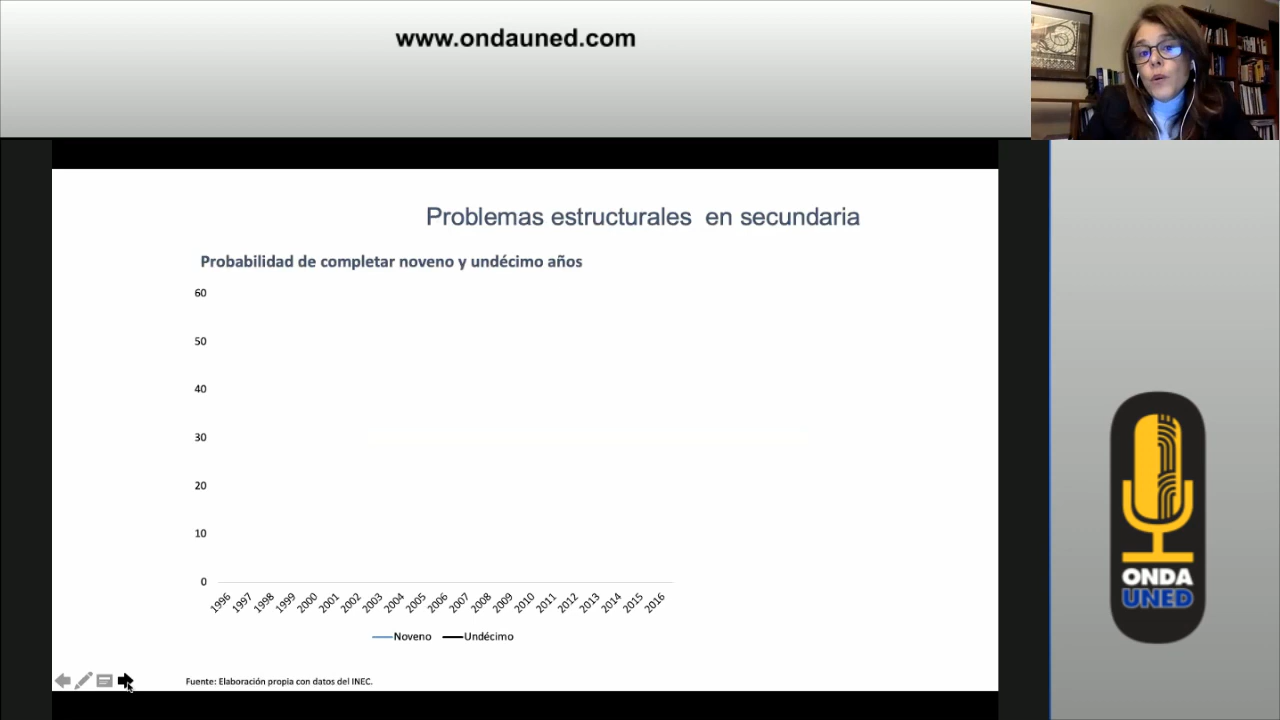 www.ondauned.com
Problemas estructurales en secundaria
Probabilidad de completar noveno y undécimo años
60
50
40
30
20
10
0
1996 1997 1998 1999 2000 2001 2002 2003 2004 2005 2006 2007 2008 2009 2010 2011 2012 2013 2014 2015 2016
Noveno Undécimo
Fuente: Elaboración propia con datos del INEC.
ONDA
UNED